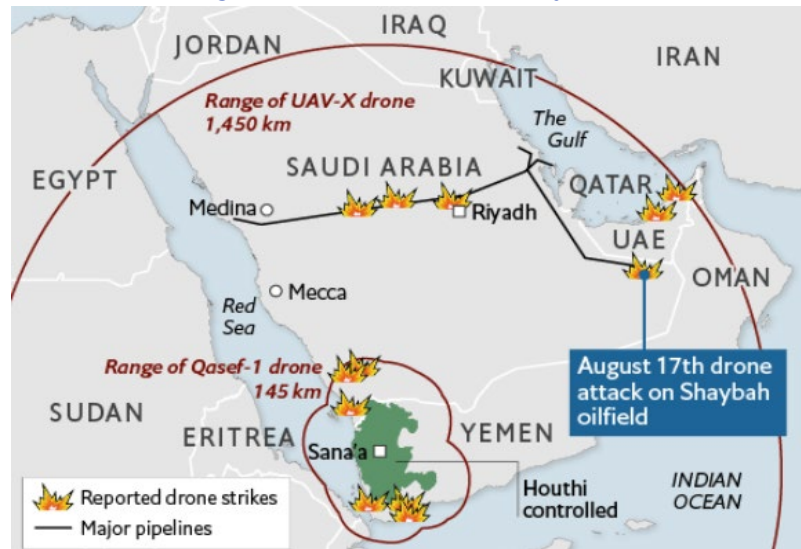 IRAQ
JORDAN
IRAN
KUWAIT
Range of UAV-X drone
1,450 km
The
Gulf
SAUDI ARABIA
EGYPT
QATAR
Medina
Riyadh
UAE
OMAN
Mecca
Red
Sea
Range of Qasef-1 drone
145 km
August 17th drone
attack on Shaybah
oilfield
SUDAN
ERITREA
YEMEN
Sana'a
Houthi
controlled
INDIAN
OCEAN
Reported drone strikes
Major pipelines